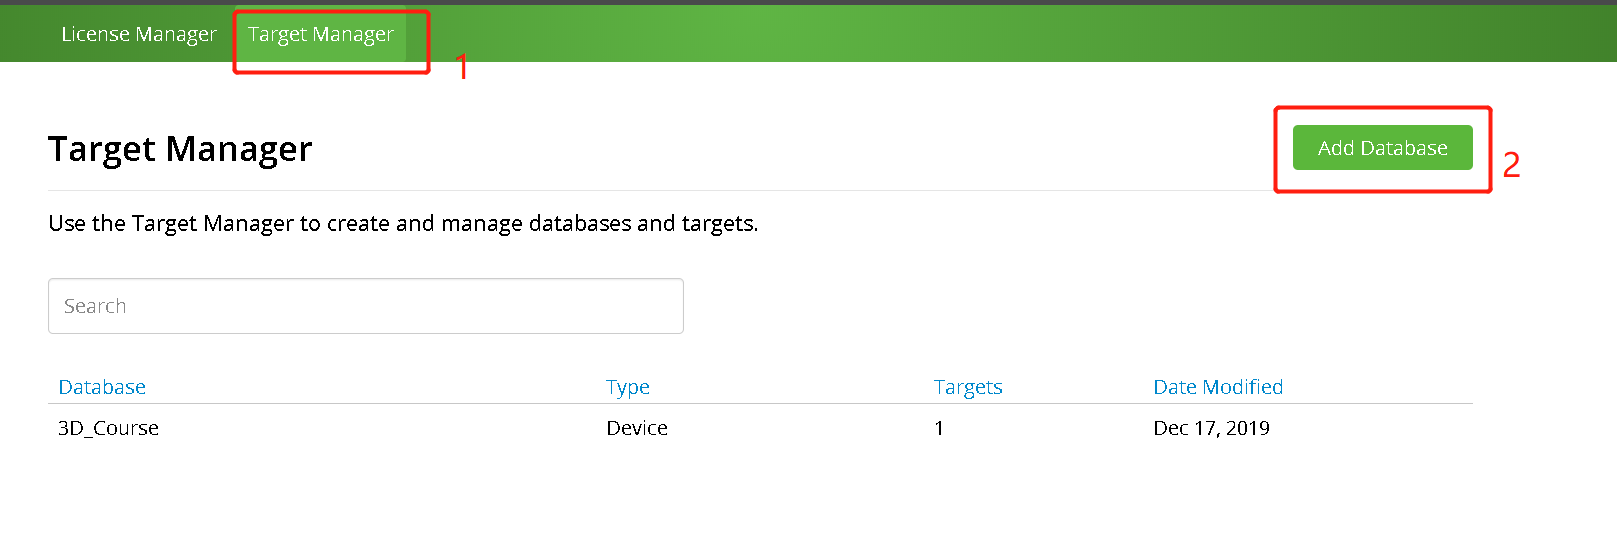 License Manager Target Manager 1
Target Manager
Add Database 2
Use the Target Manager to create and manage databases and targets.
Search
Database Type Targets Date Modified
3D_Course Device 1 Dec 17, 2019